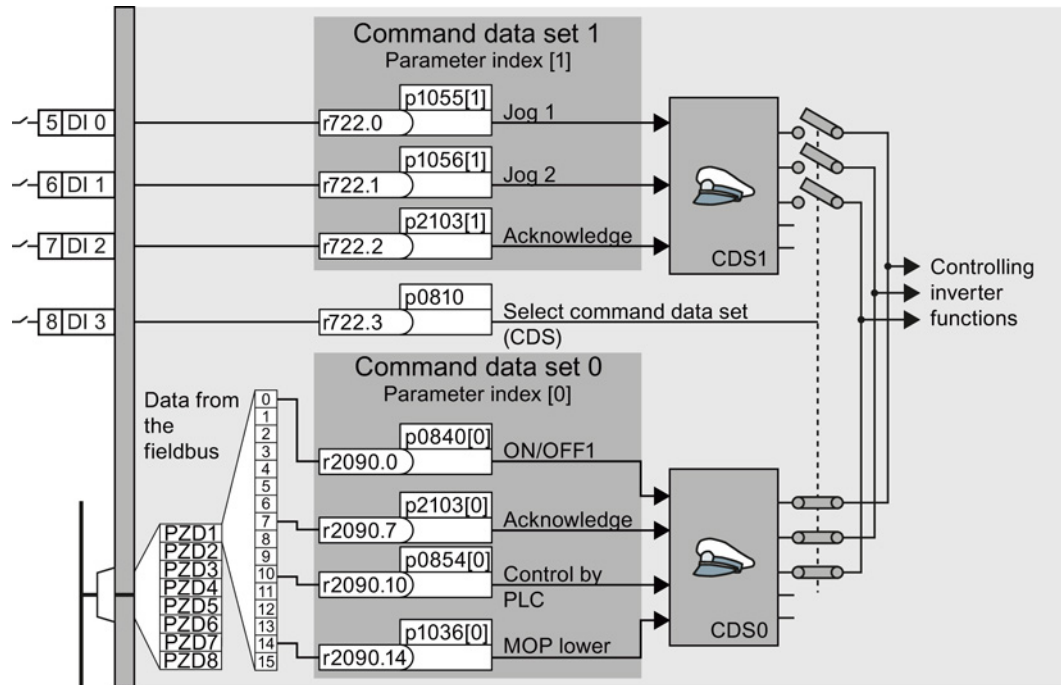 Command data set 1
Parameter index [1]
p1055[1]
5 DI 0
r722.0
Jog 1
p1056[1]
6 DI 1
r722.1
Jog 2
p2103[1]
7 DI 2
r722.2
Acknowledge
CDS1
Controlling
inverter
functions
p0810
8 DI 3
r722.3
Select command data set
(CDS)
Command data set 0
Parameter index [0]
Data from
the
fieldbus
PZD1
PZD2
PZD3
PZD4
PZD5
PZD6
PZD7
PZD8
0
1
2
3
4
5
6
7
8
9
10
11
12
13
14
15
p0840[0]
r2090.0
ON/OFF1
p2103[0]
r2090.7
Acknowledge
p0854[0]
r2090.10
Control by
PLC
p1036[0]
r2090.14
MOP lower
CDS0